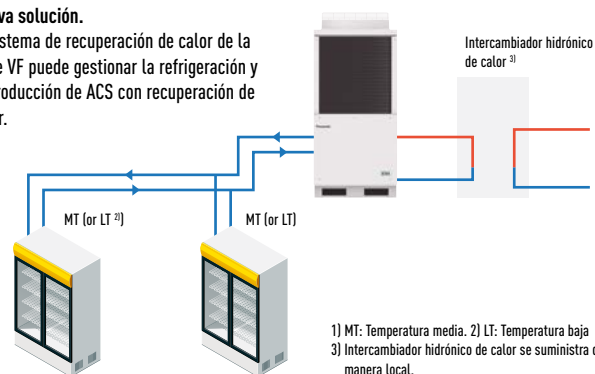 va solución.
stema de recuperación de calor de la
e VF puede gestionar la refrigeración y
roducción de ACS con recuperación de
r.
Intercambiador hidrónico
de calor 3)
MT (or LT 2))
MT (or LT)
1) MT: Temperatura media. 2) LT: Temperatura baja
3) Intercambiador hidrónico de calor se suministra
manera local.